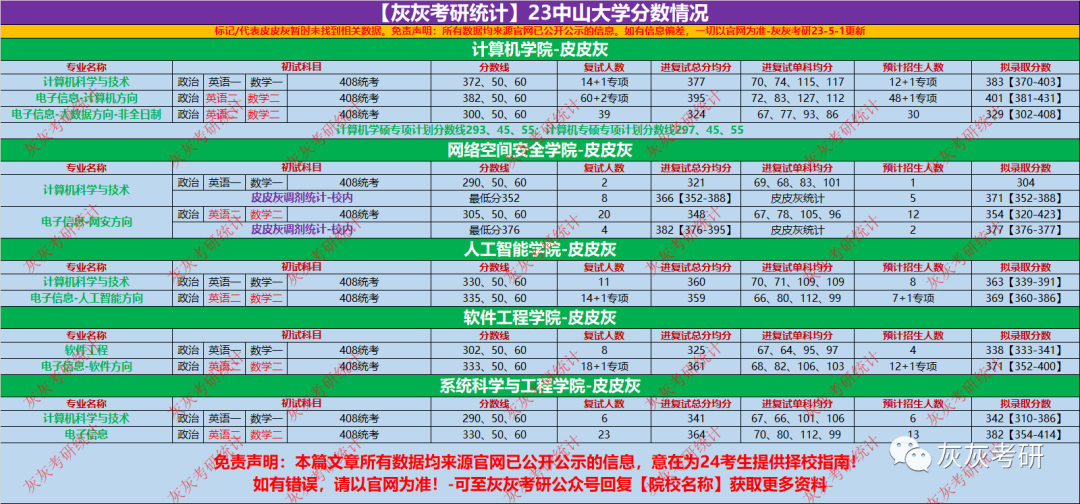 【灰灰考研统计】23中山大学分数情况
标记/代表皮皮灰暂时未找到相关数据。免责声明：所有数据均来源官网已公开公示的信息。如有信息偏差，一切以官网为准-灰灰考研23-5-1更新
计算机学院-皮皮灰
专业名称 初试科目 分数线 复试人数 进复试总分均分 进复试单科均分 预计招生人数 拟录取分数
计算机科学与技术 政治 英语一 数学一 408统考 372、50、60 14+1专项 377 70、74、115、117 12+1专项 383【370-403】
电子信息-计算机方向 政治 英语二 数学二 408统考 382、50、60 60+2专项 395 72、83、127、112 48+1专项 401【381-431】
电子信息-大数据方向-非全日制 政治 英语二 数学二 408统考 300、50、60 39 324 67、77、93、86 30 329【302-408】
计算机学硕专项计划分数线293、45、55；计算机专硕专项计划分数线297、45、55
网络空间安全学院-皮皮灰
专业名称 初试科目 分数线 复试人数 进复试总分均分 进复试单科均分 预计招生人数 拟录取分数
计算机科学与技术 政治 英语一 数学一 408统考 290、50、60 2 321 69、68、83、101 1 304
皮皮灰调剂统计-校内 最低分352 8 366【352-388】 皮皮灰统计 5 371【352-388】
电子信息-网安方向 政治 英语二 数学二 408统考 305、50、60 20 348 67、78、105、96 12 354【320-423】
皮皮灰调剂统计-校内 最低分376 4 382【376-395】 皮皮灰统计 2 377【376-377】
人工智能学院-皮皮灰
专业名称 初试科目 分数线 复试人数 进复试总分均分 进复试单科均分 预计招生人数 拟录取分数
计算机科学与技术 政治 英语一 数学一 408统考 330、50、60 11 360 70、71、109、109 8 363【339-391】
电子信息-人工智能方向 政治 英语二 数学二 408统考 335、50、60 14+1专项 359 66、80、112、99 7+1专项 369【360-386】
软件工程学院-皮皮灰
专业名称 初试科目 分数线 复试人数 进复试总分均分 进复试单科均分 预计招生人数 拟录取分数
软件工程 政治 英语一 数学一 408统考 302、50、60 8 325 67、64、95、97 4 338【333-341】
电子信息-软件方向 政治 英语二 数学二 408统考 333、50、60 18+1专项 361 68、82、106、103 12+1专项 371【352-400】
系统科学与工程学院-皮皮灰
专业名称 初试科目 分数线 复试人数 进复试总分均分 进复试单科均分 预计招生人数 拟录取分数
计算机科学与技术 政治 英语一 数学一 408统考 290、50、60 6 341 67、66、101、106 6 342【310-386】
电子信息 政治 英语二 数学二 408统考 330、50、60 23 364 70、80、112、99 13 382【354-414】
免责声明：本篇文章所有数据均来源官网已公开公示的信息，意在为24考生提供择校指南！
如有错误，请以官网为准！-可至灰灰考研公众号回复【院校名称】获取更多资料
灰灰考研
灰灰考研统计